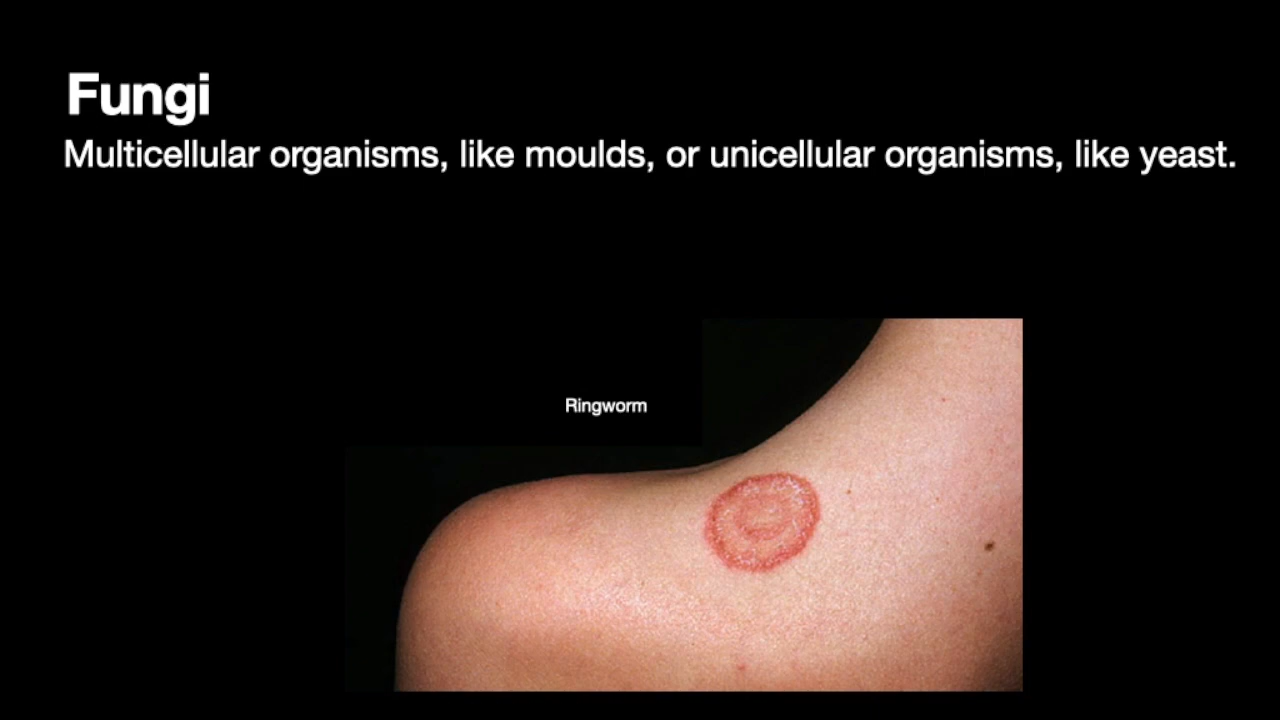 Fungi
Multicellular organisms, like moulds, or unicellular organisms, like yeast.
Ringworm